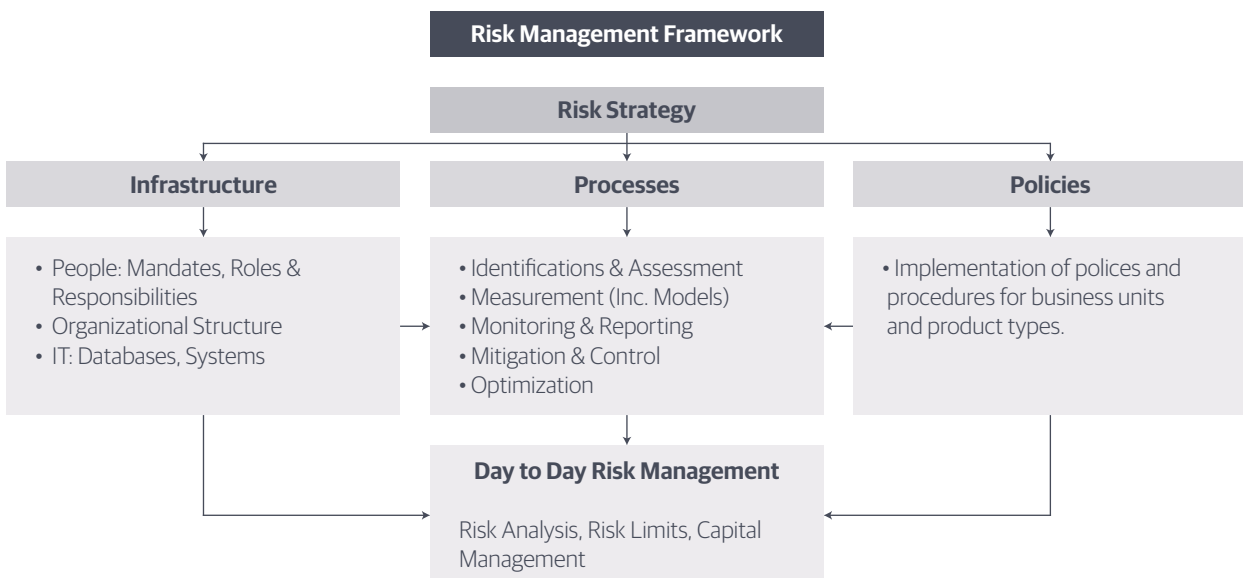 Risk Management Framework
Risk Strategy
Infrastructure
Processes
Policies
• People: Mandates, Roles &
Responsibilities
• Organizational Structure
• IT: Databases, Systems
• Identifications & Assessment
• Measurement (Inc. Models)
• Monitoring & Reporting
• Mitigation & Control
• Optimization
• Implementation of polices and
procedures for business units
and product types.
Day to Day Risk Management
Risk Analysis, Risk Limits, Capital
Management